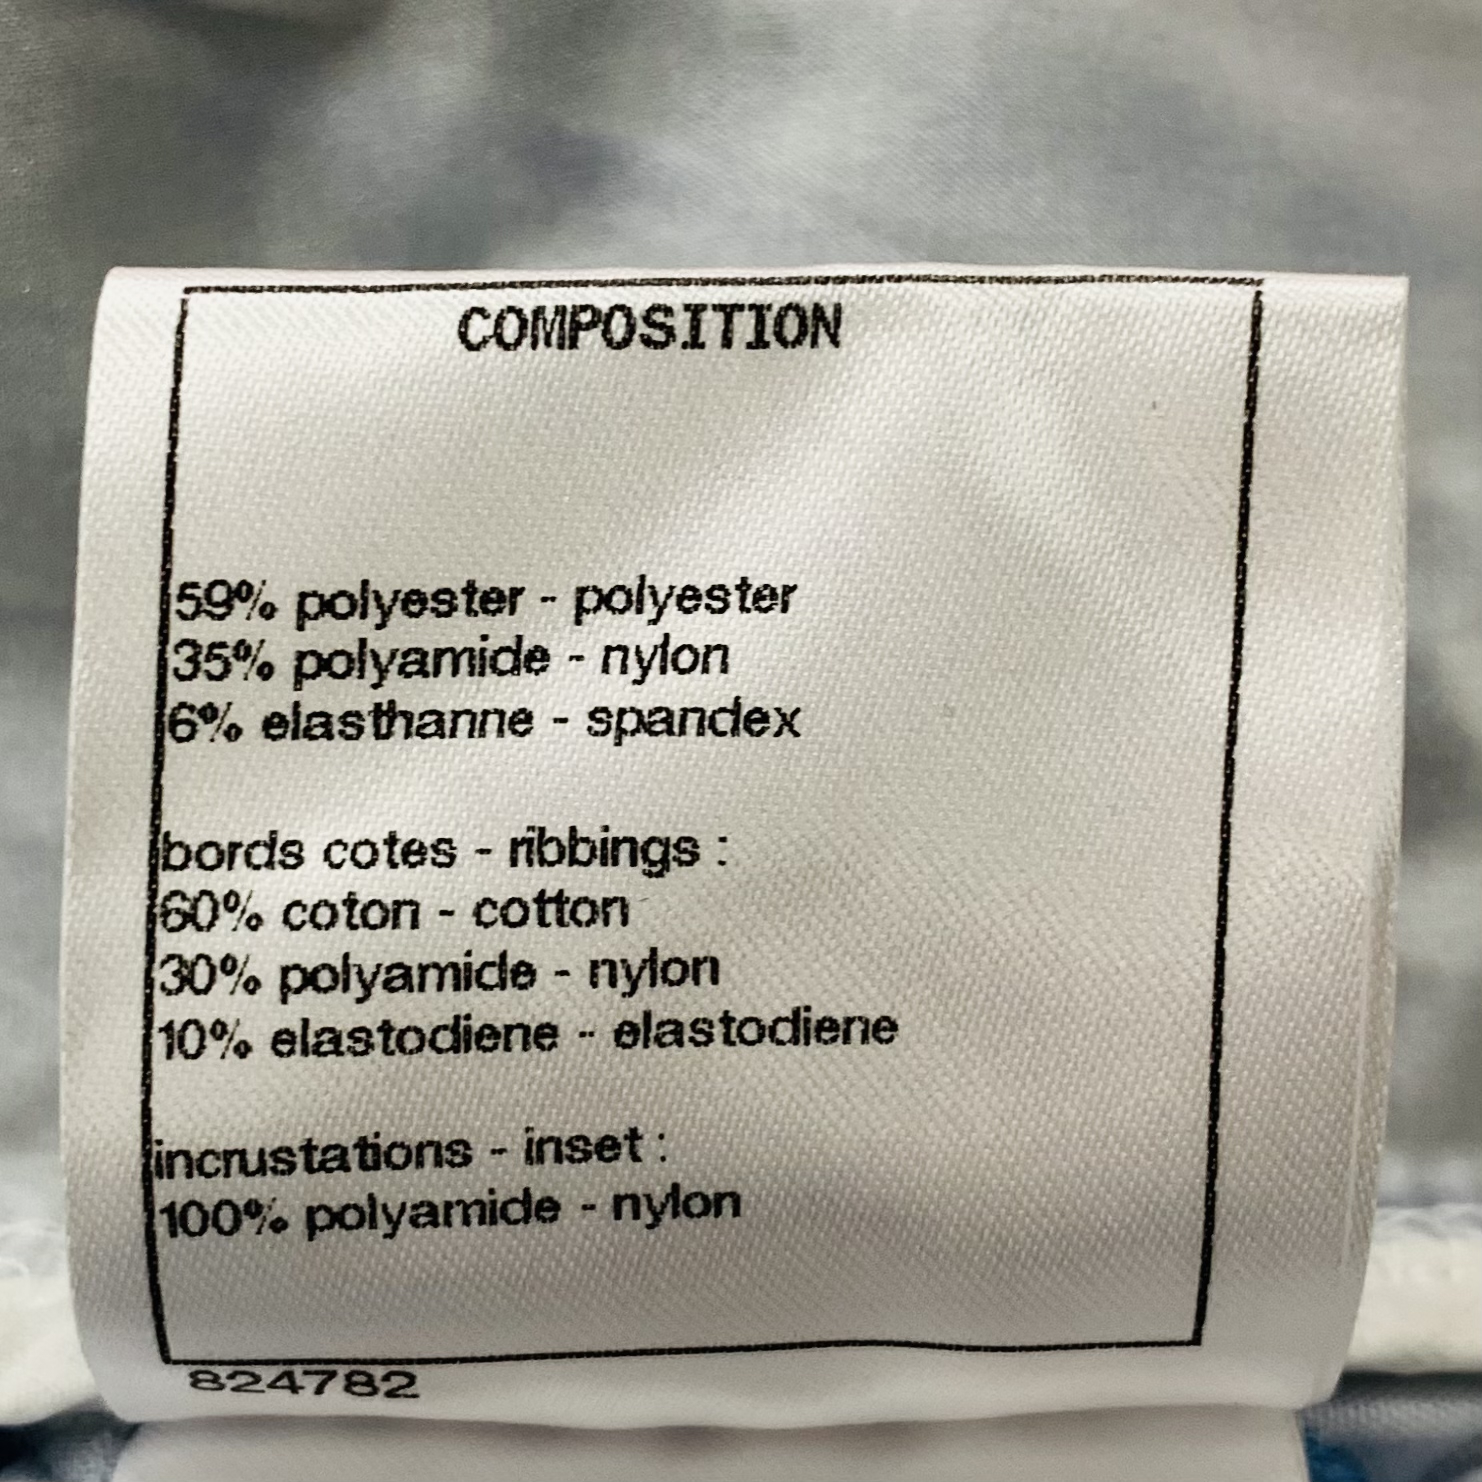 COMPOSITION
59% polyester - polyester
35% polyamide - nylon
6% elasthanne - spandex
bords cotes - ribbings :
60% coton - cotton
30% polyamide - nylon
10% elastodiene - elastodiene
incrustations - inset :
100% polyamide - nylon
824782